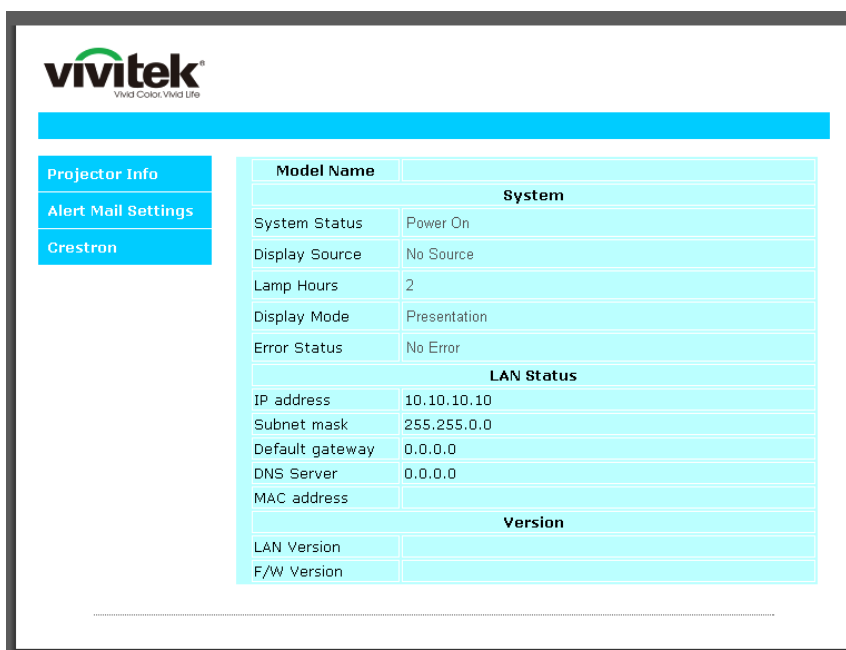 vivitek®
Vivid Color, Vivid Life
Projector Info
Alert Mail Settings
Crestron
Model Name
System
System Status Power On
Display Source No Source
Lamp Hours 2
Display Mode Presentation
Error Status No Error
LAN Status
IP address 10.10.10.10
Subnet mask 255.255.0.0
Default gateway 0.0.0.0
DNS Server 0.0.0.0
MAC address
Version
LAN Version
F/W Version